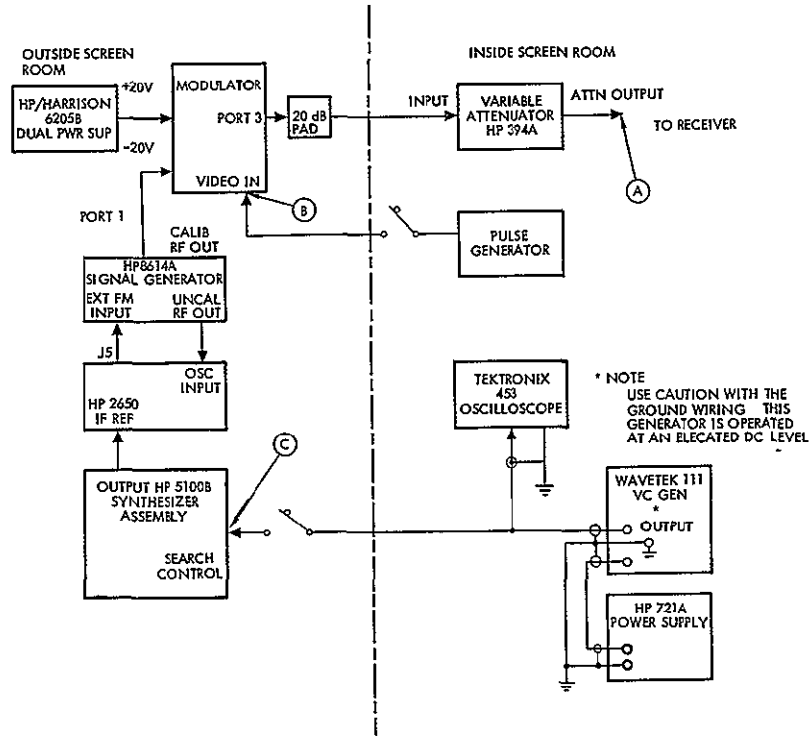 OUTSIDE SCREEN
ROOM
HP/HARRISON
6205B
DUAL PWR SUP
+20V
-20V
MODULATOR
PORT 3
VIDEO IN
20 dB
PAD
B
PORT 1
CALIB
RF OUT
HP8614A
SIGNAL GENERATOR
EXT FM
INPUT
UNCAL
RF OUT
J5
OSC
INPUT
HP 2650
IF REF
OUTPUT HP 5100B
SYNTHESIZER
ASSEMBLY
SEARCH
CONTROL
C
INSIDE SCREEN ROOM
INPUT
VARIABLE
ATTENUATOR
HP 394A
ATTN OUTPUT
TO RECEIVER
A
PULSE
GENERATOR
TEKTRONIX
453
OSCILLOSCOPE
* NOTE
USE CAUTION WITH THE
GROUND WIRING THIS
GENERATOR IS OPERATED
AT AN ELECATED DC LEVEL
WAVETEK 111
VC GEN
*
OUTPUT
HP 721A
POWER SUPPLY